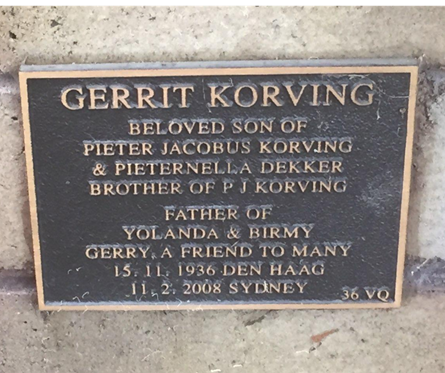 GERRIT KORVING
BELOVED SON OF
PIETER JACOBUS KORVING
& PIETERNELLA DEKKER
BROTHER OF P J KORVING
FATHER OF
YOLANDA & BIRMY
GERRY, A FRIEND TO MANY
15. 11. 1936 DEN HAAG
11. 2. 2008 SYDNEY
36 VQ